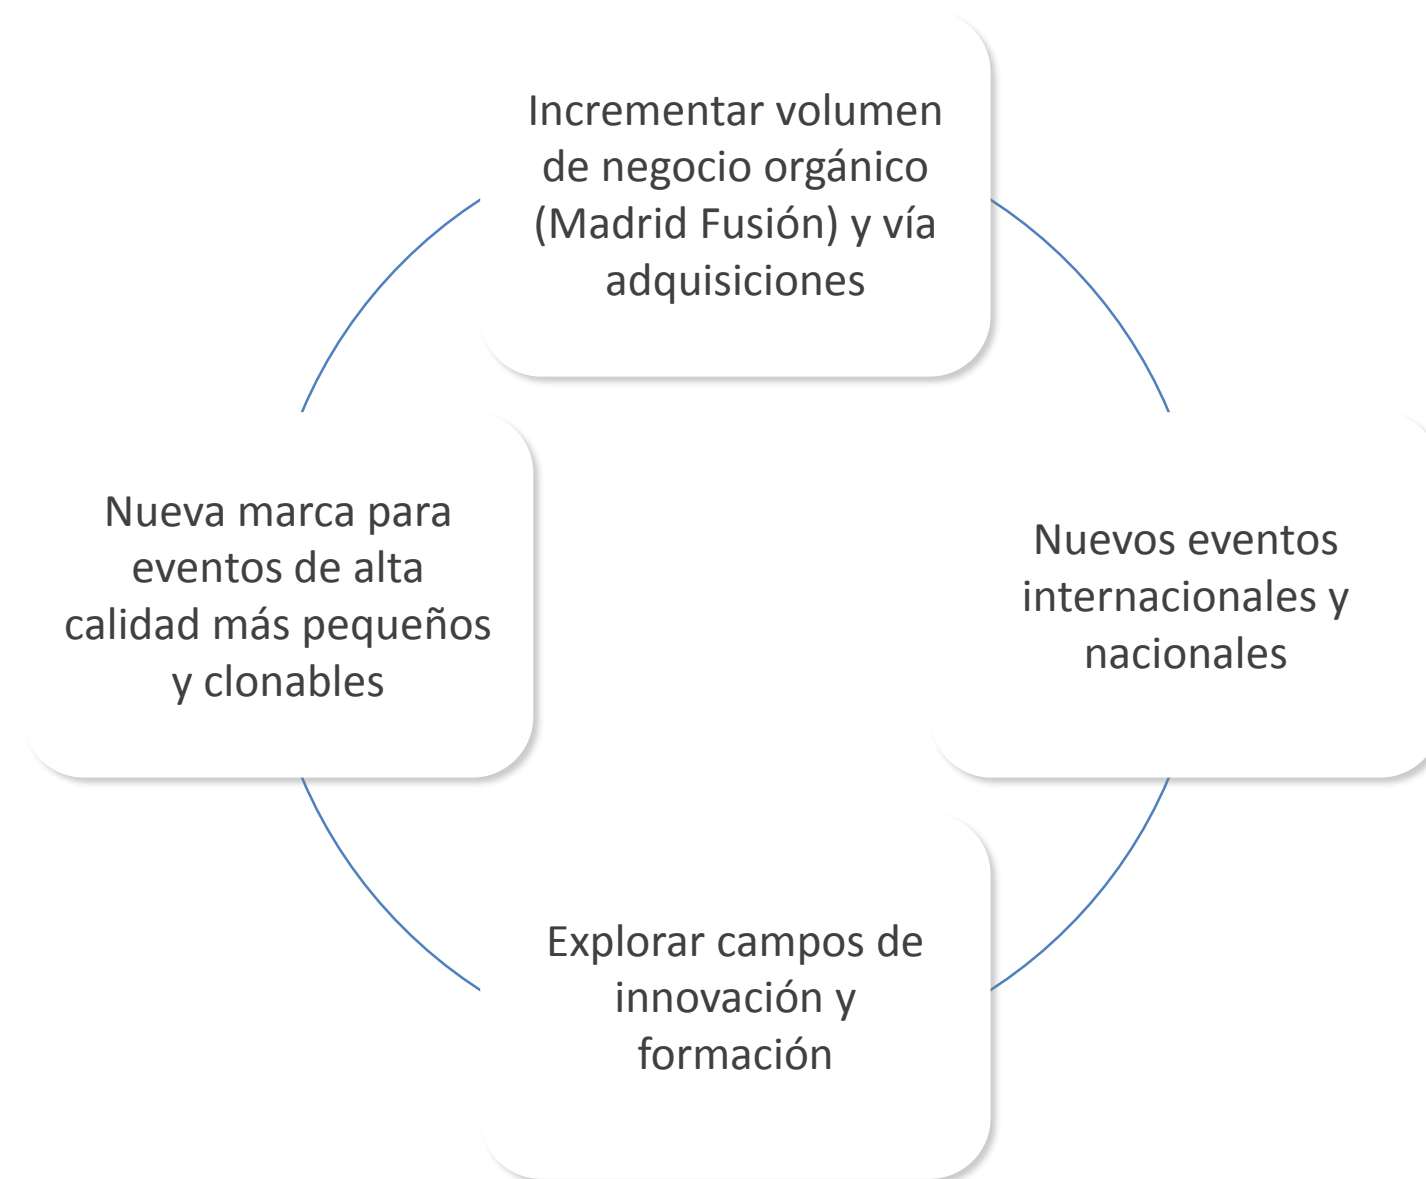 Incrementar volumen
de negocio orgánico
(Madrid Fusión) y vía
adquisiciones
Nuevos eventos
internacionales y
nacionales
Explorar campos de
innovación y
formación
Nueva marca para
eventos de alta
calidad más pequeños
y clonables